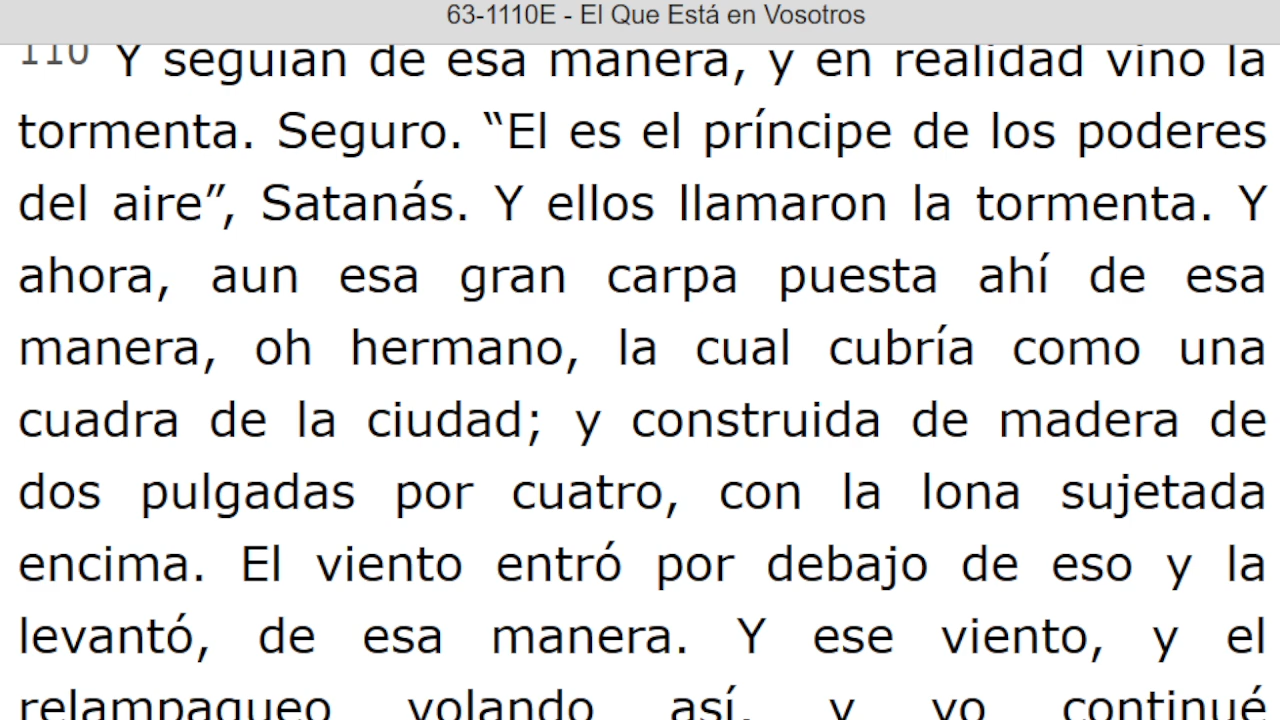 63-1110E - El Que Está en Vosotros
110 Y seguían de esa manera, y en realidad vino la
tormenta. Seguro. “El es el príncipe de los poderes
del aire”, Satanás. Y ellos llamaron la tormenta. Y
ahora, aun esa gran carpa puesta ahí de esa
manera, oh hermano, la cual cubría como una
cuadra de la ciudad; y construida de madera de
dos pulgadas por cuatro, con la lona sujetada
encima. El viento entró por debajo de eso y la
levantó, de esa manera. Y ese viento, y el
relampagueo volando así, y yo continué